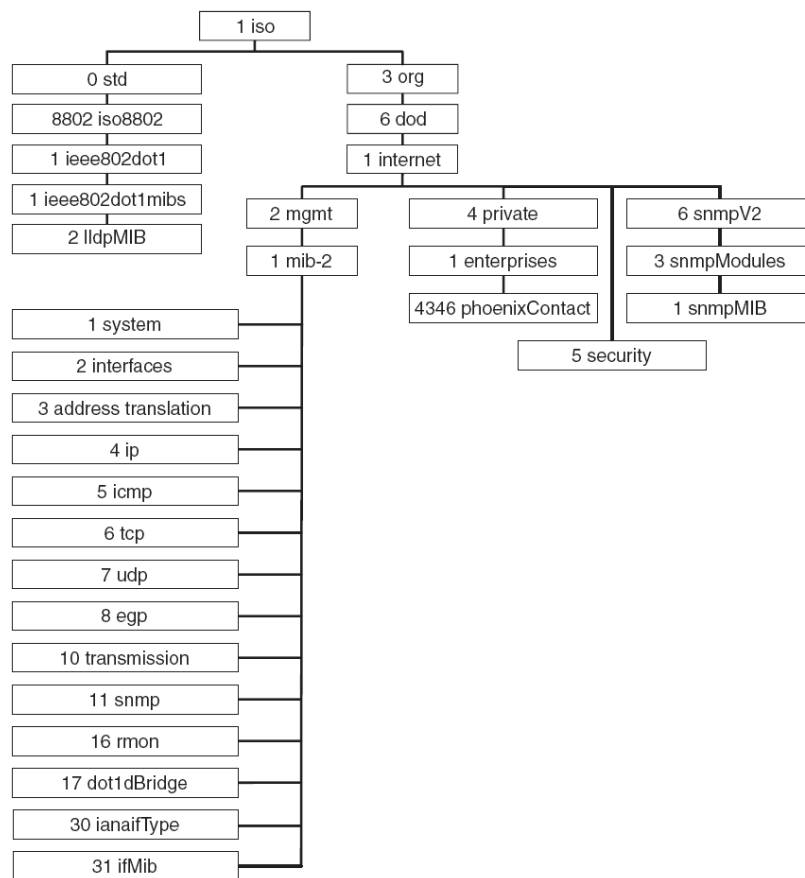 1 iso
0 std
3 org
8802 iso8802
6 dod
1 ieee802dot1
1 internet
1 ieee802dot1mibs
2 mgmt
4 private
6 snmpV2
2 lldpMIB
1 mib-2
1 enterprises
3 snmpModules
4346 phoenixContact
1 snmpMIB
1 system
5 security
2 interfaces
3 address translation
4 ip
5 icmp
6 tcp
7 udp
8 egp
10 transmission
11 snmp
16 rmon
17 dot1dBridge
30 ianaifType
31 ifMib